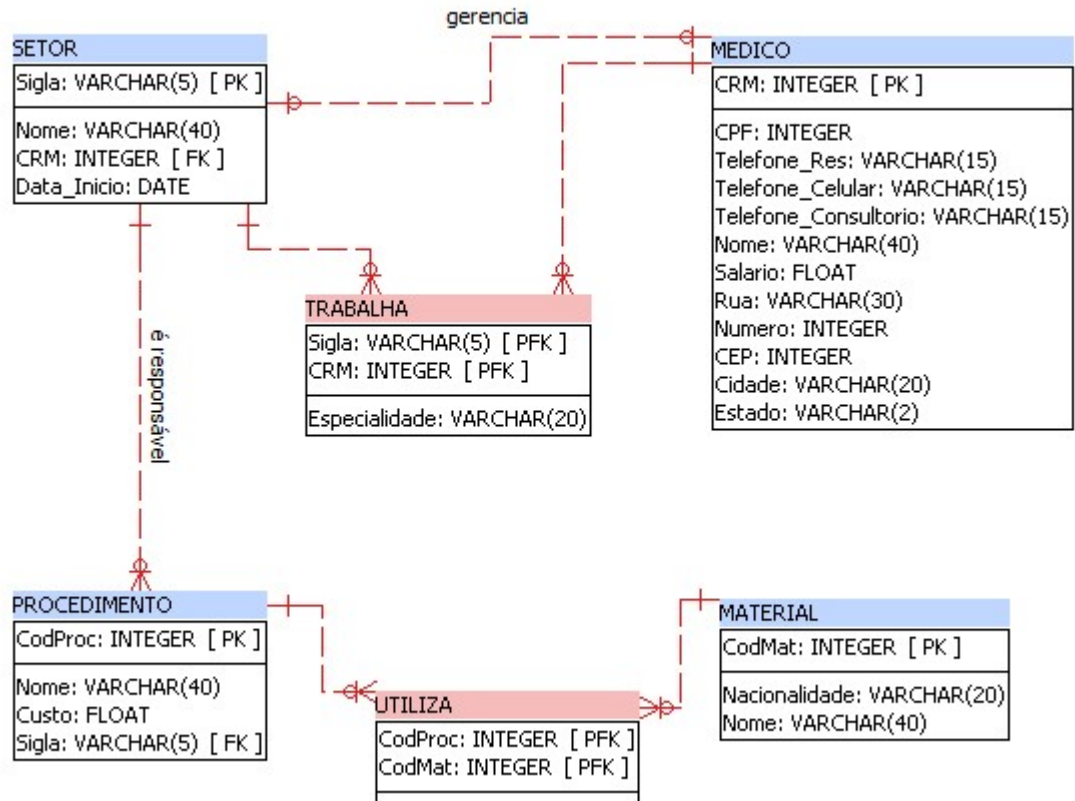 gerencia
SETOR
Sigla: VARCHAR(5) [ PK ]
Nome: VARCHAR(40)
CRM: INTEGER [ FK ]
Data_Inicio: DATE
MEDICO
CRM: INTEGER [ PK ]
CPF: INTEGER
Telefone_Res: VARCHAR(15)
Telefone_Celular: VARCHAR(15)
Telefone_Consultorio: VARCHAR(15)
Nome: VARCHAR(40)
Salario: FLOAT
Rua: VARCHAR(30)
Numero: INTEGER
CEP: INTEGER
Cidade: VARCHAR(20)
Estado: VARCHAR(2)
TRABALHA
Sigla: VARCHAR(5) [ PFK ]
CRM: INTEGER [ PFK ]
Especialidade: VARCHAR(20)
é responsável
PROCEDIMENTO
CodProc: INTEGER [ PK ]
Nome: VARCHAR(40)
Custo: FLOAT
Sigla: VARCHAR(5) [ FK ]
UTILIZA
CodProc: INTEGER [ PFK ]
CodMat: INTEGER [ PFK ]
MATERIAL
CodMat: INTEGER [ PK ]
Nacionalidade: VARCHAR(20)
Nome: VARCHAR(40)